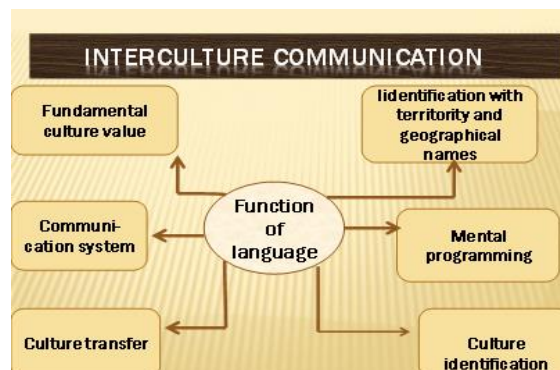 INTERCULTURE COMMUNICATION
Fundamental
culture value
Iidentification with
territority and
geographical
names
Function
of
language
Communi-
cation system
Mental
programming
Culture transfer
Culture
identification